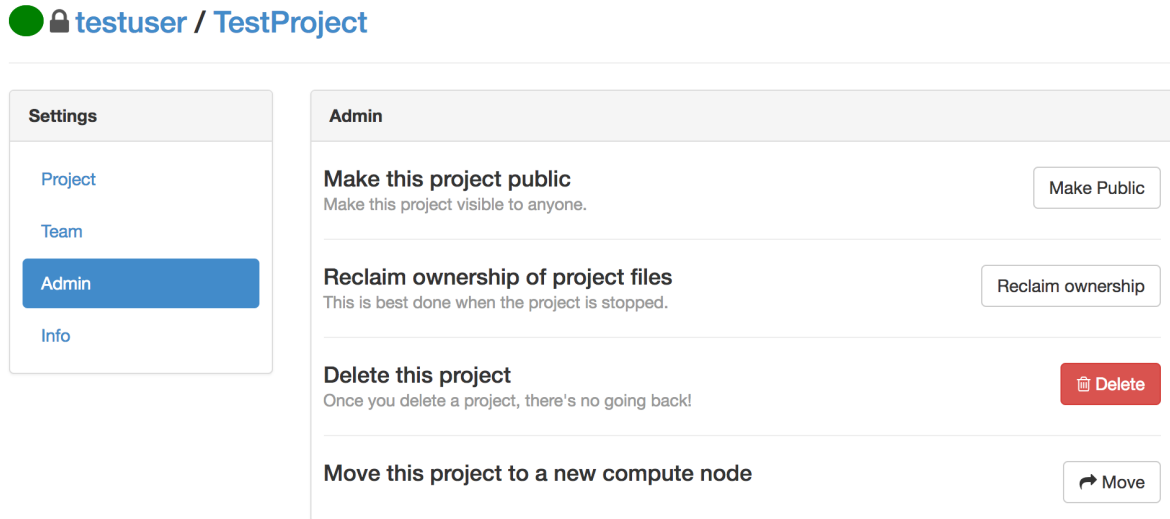 testuser / TestProject
Settings
Project
Team
Admin
Info
Admin
Make this project public
Make this project visible to anyone.
Make Public
Reclaim ownership of project files
This is best done when the project is stopped.
Reclaim ownership
Delete this project
Once you delete a project, there's no going back!
Delete
Move this project to a new compute node
Move